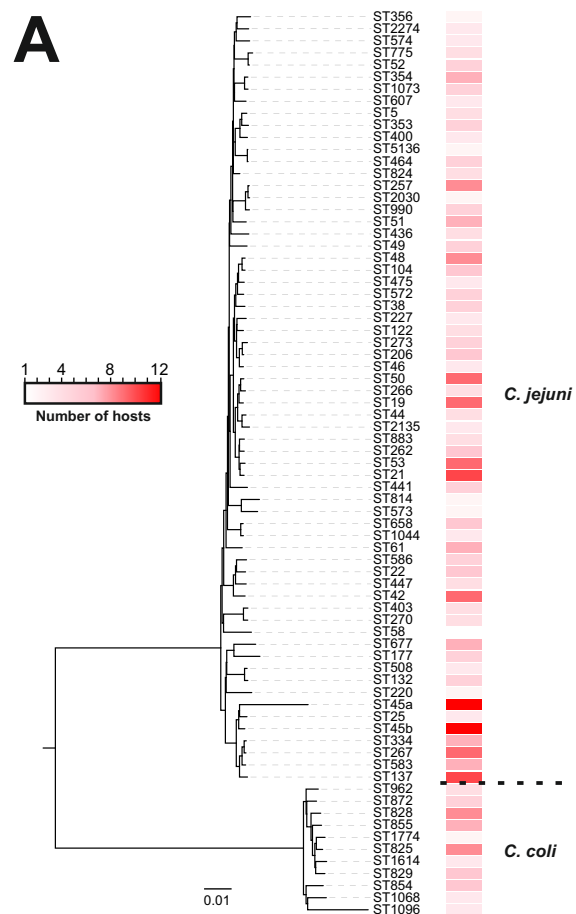 A
ST356
ST2274
ST574
ST775
ST52
ST354
ST1073
ST607
ST5
ST353
ST400
ST5136
ST464
ST824
ST257
ST2030
ST990
ST51
ST436
ST49
ST48
ST104
ST475
ST572
ST38
ST227
ST122
ST273
ST206
ST46
ST50
ST266
ST19
ST44
ST2135
ST883
ST262
ST53
ST21
ST441
ST814
ST573
ST658
ST1044
ST61
ST586
ST22
ST447
ST42
ST403
ST270
ST58
ST677
ST177
ST508
ST132
ST220
ST45a
ST25
ST45b
ST334
ST267
ST583
ST137
ST962
ST872
ST828
ST855
ST1774
ST825
ST1614
ST829
ST854
ST1068
ST1096
1 4 8 12
Number of hosts
C. jejuni
C. coli
0.01